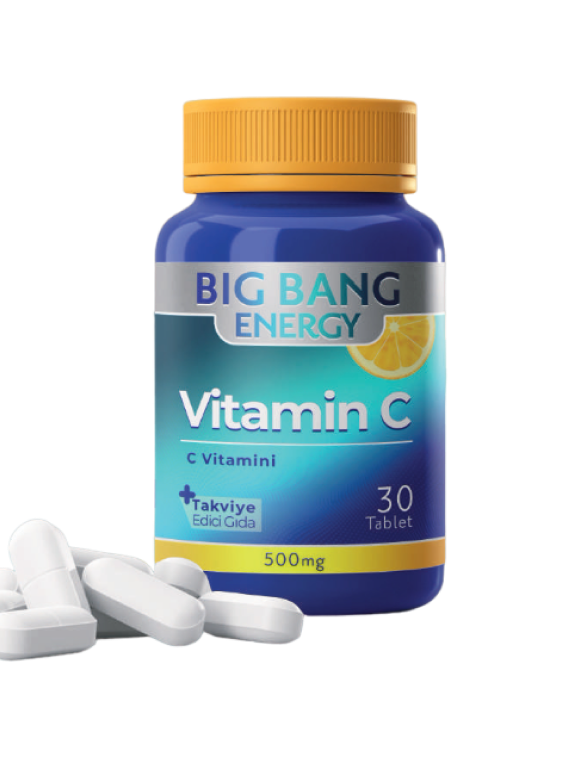 BIG BANG
ENERGY
Vitamin C
C Vitamini
Takviye
Edici Gıda
30
Tablet
500mg